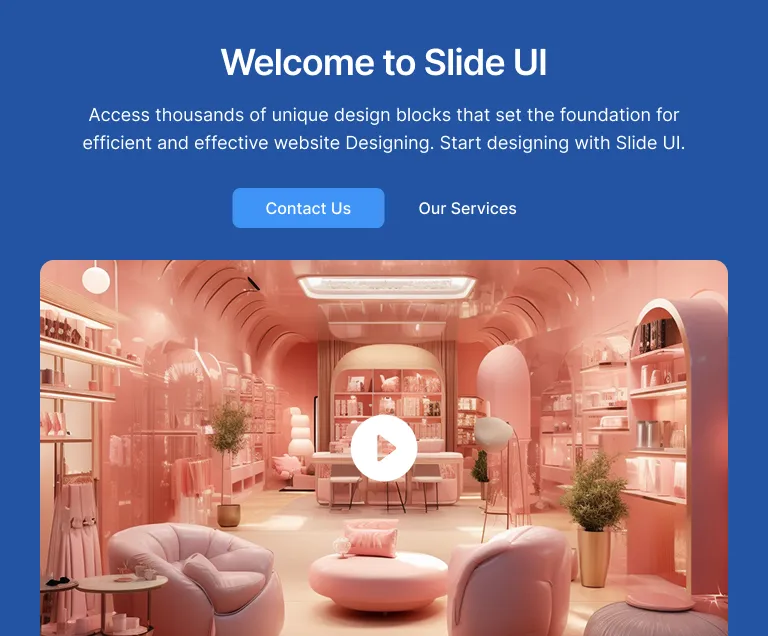 Welcome to Slide UI
Access thousands of unique design blocks that set the foundation for
efficient and effective website Designing. Start designing with Slide UI.
Contact Us
Our Services